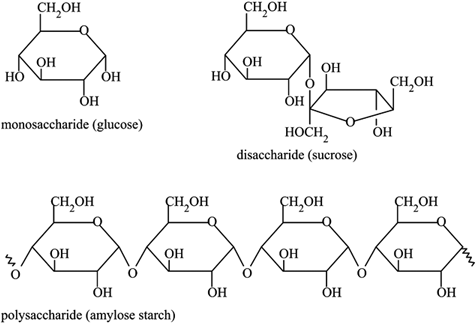 CH₂OH
O
HO
OH
OH
OH
monosaccharide (glucose)
CH₂OH
O
HO
OH
OH
O
OH
CH₂OH
HOCH₂
O
OH
disaccharide (sucrose)
CH₂OH CH₂OH CH₂OH CH₂OH
O O O O
OH OH OH OH
O O O O
OH OH OH OH
polysaccharide (amylose starch)